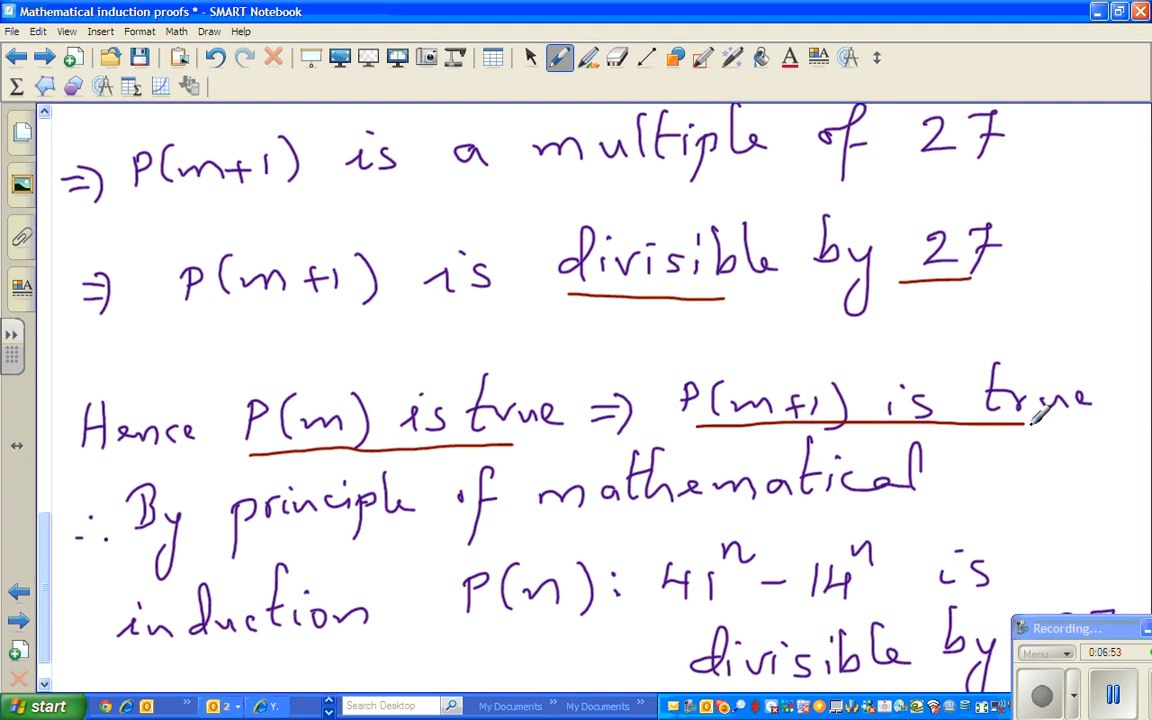 Mathematical induction proofs * - SMART Notebook
File Edit View Insert Format Math Draw Help
⇒ P(m+1) is a multiple of 27
⇒ P(m+1) is divisible by 27
Hence P(m) is true ⇒ P(m+1) is true
∴ By principle of mathematical
induction P(n) : 41ⁿ - 14ⁿ is
divisible by
Recording...
Menu 0:06:53
start 2 Y. Search Desktop My Documents My Documents